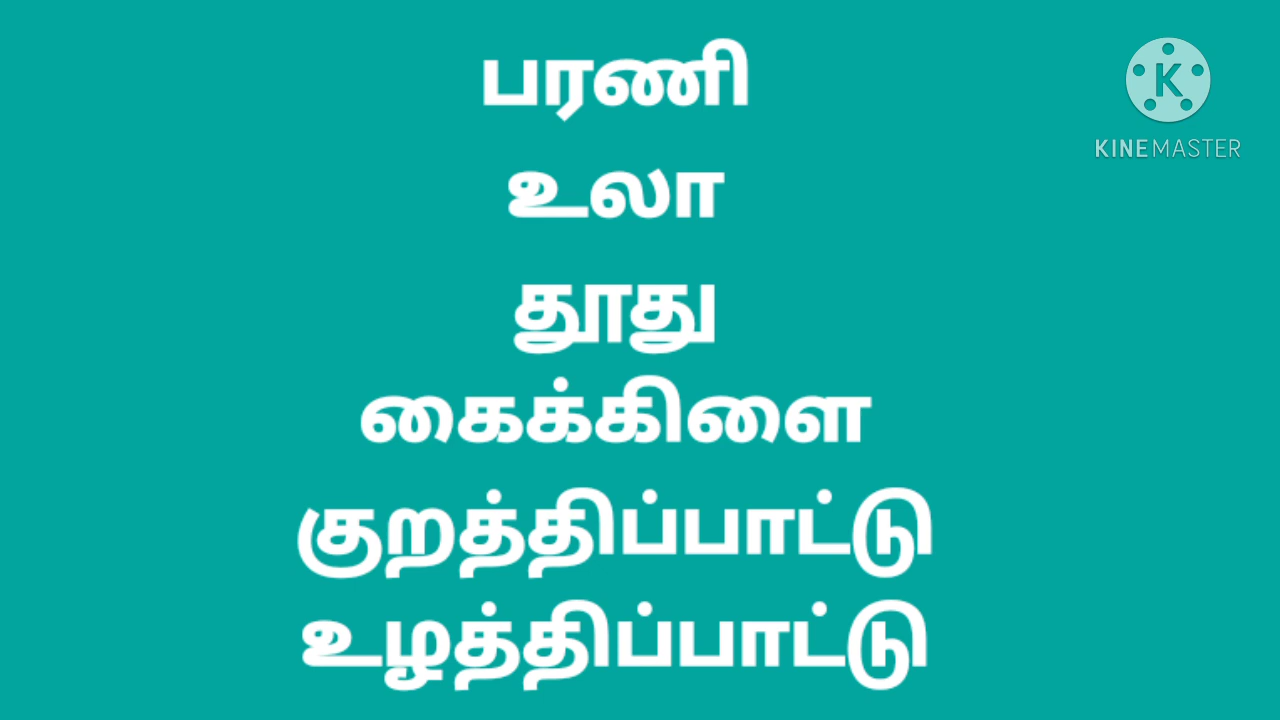 பரணி
உலா
தூது
கைக்கிளை
குறத்திப்பாட்டு
உழத்திப்பாட்டு
K
KINEMASTER